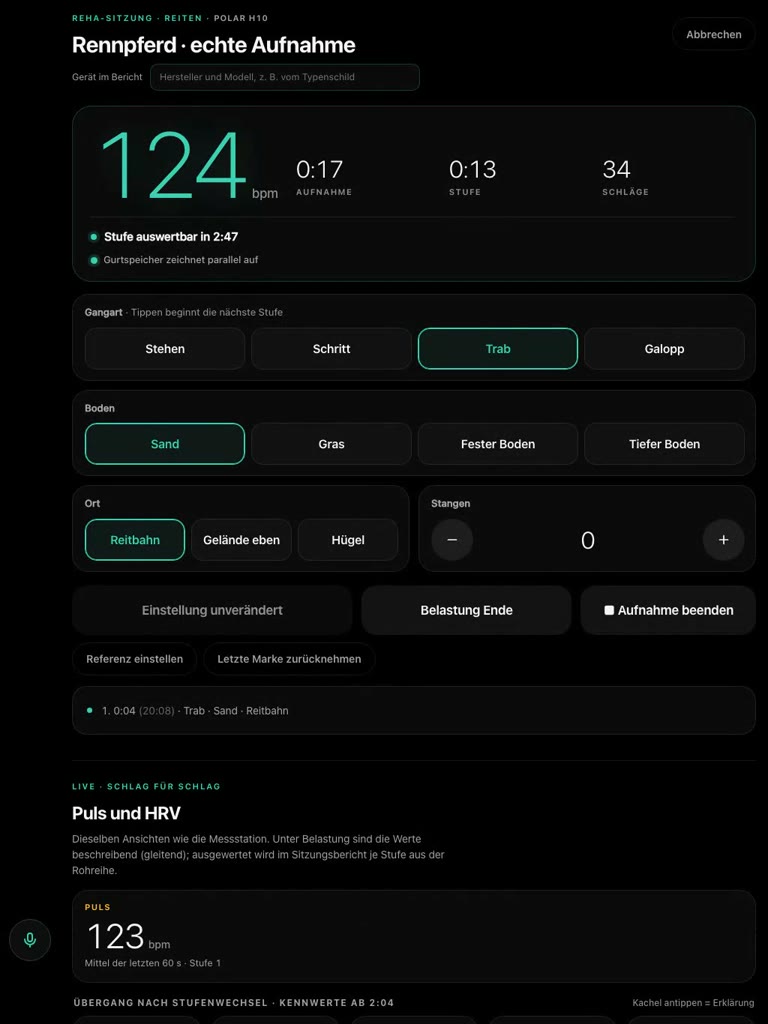 REHA-SITZUNG · REITEN · POLAR H10
Rennpferd · echte Aufnahme
Abbrechen
Gerät im Bericht
Hersteller und Modell, z. B. vom Typenschild
124 bpm
0:17
AUFNAHME
0:13
STUFE
34
SCHLÄGE
Stufe auswertbar in 2:47
Gurtspeicher zeichnet parallel auf
Gangart · Tippen beginnt die nächste Stufe
Stehen
Schritt
Trab
Galopp
Boden
Sand
Gras
Fester Boden
Tiefer Boden
Ort
Reitbahn
Gelände eben
Hügel
Stangen
−
0
+
Einstellung unverändert
Belastung Ende
Aufnahme beenden
Referenz einstellen
Letzte Marke zurücknehmen
1. 0:04 (20:08) · Trab · Sand · Reitbahn
LIVE · SCHLAG FÜR SCHLAG
Puls und HRV
Dieselben Ansichten wie die Messstation. Unter Belastung sind die Werte
beschreibend (gleitend); ausgewertet wird im Sitzungsbericht je Stufe aus der
Rohreihe.
PULS
123 bpm
Mittel der letzten 60 s · Stufe 1
ÜBERGANG NACH STUFENWECHSEL · KENNWERTE AB 2:04
Kachel antippen = Erklärung